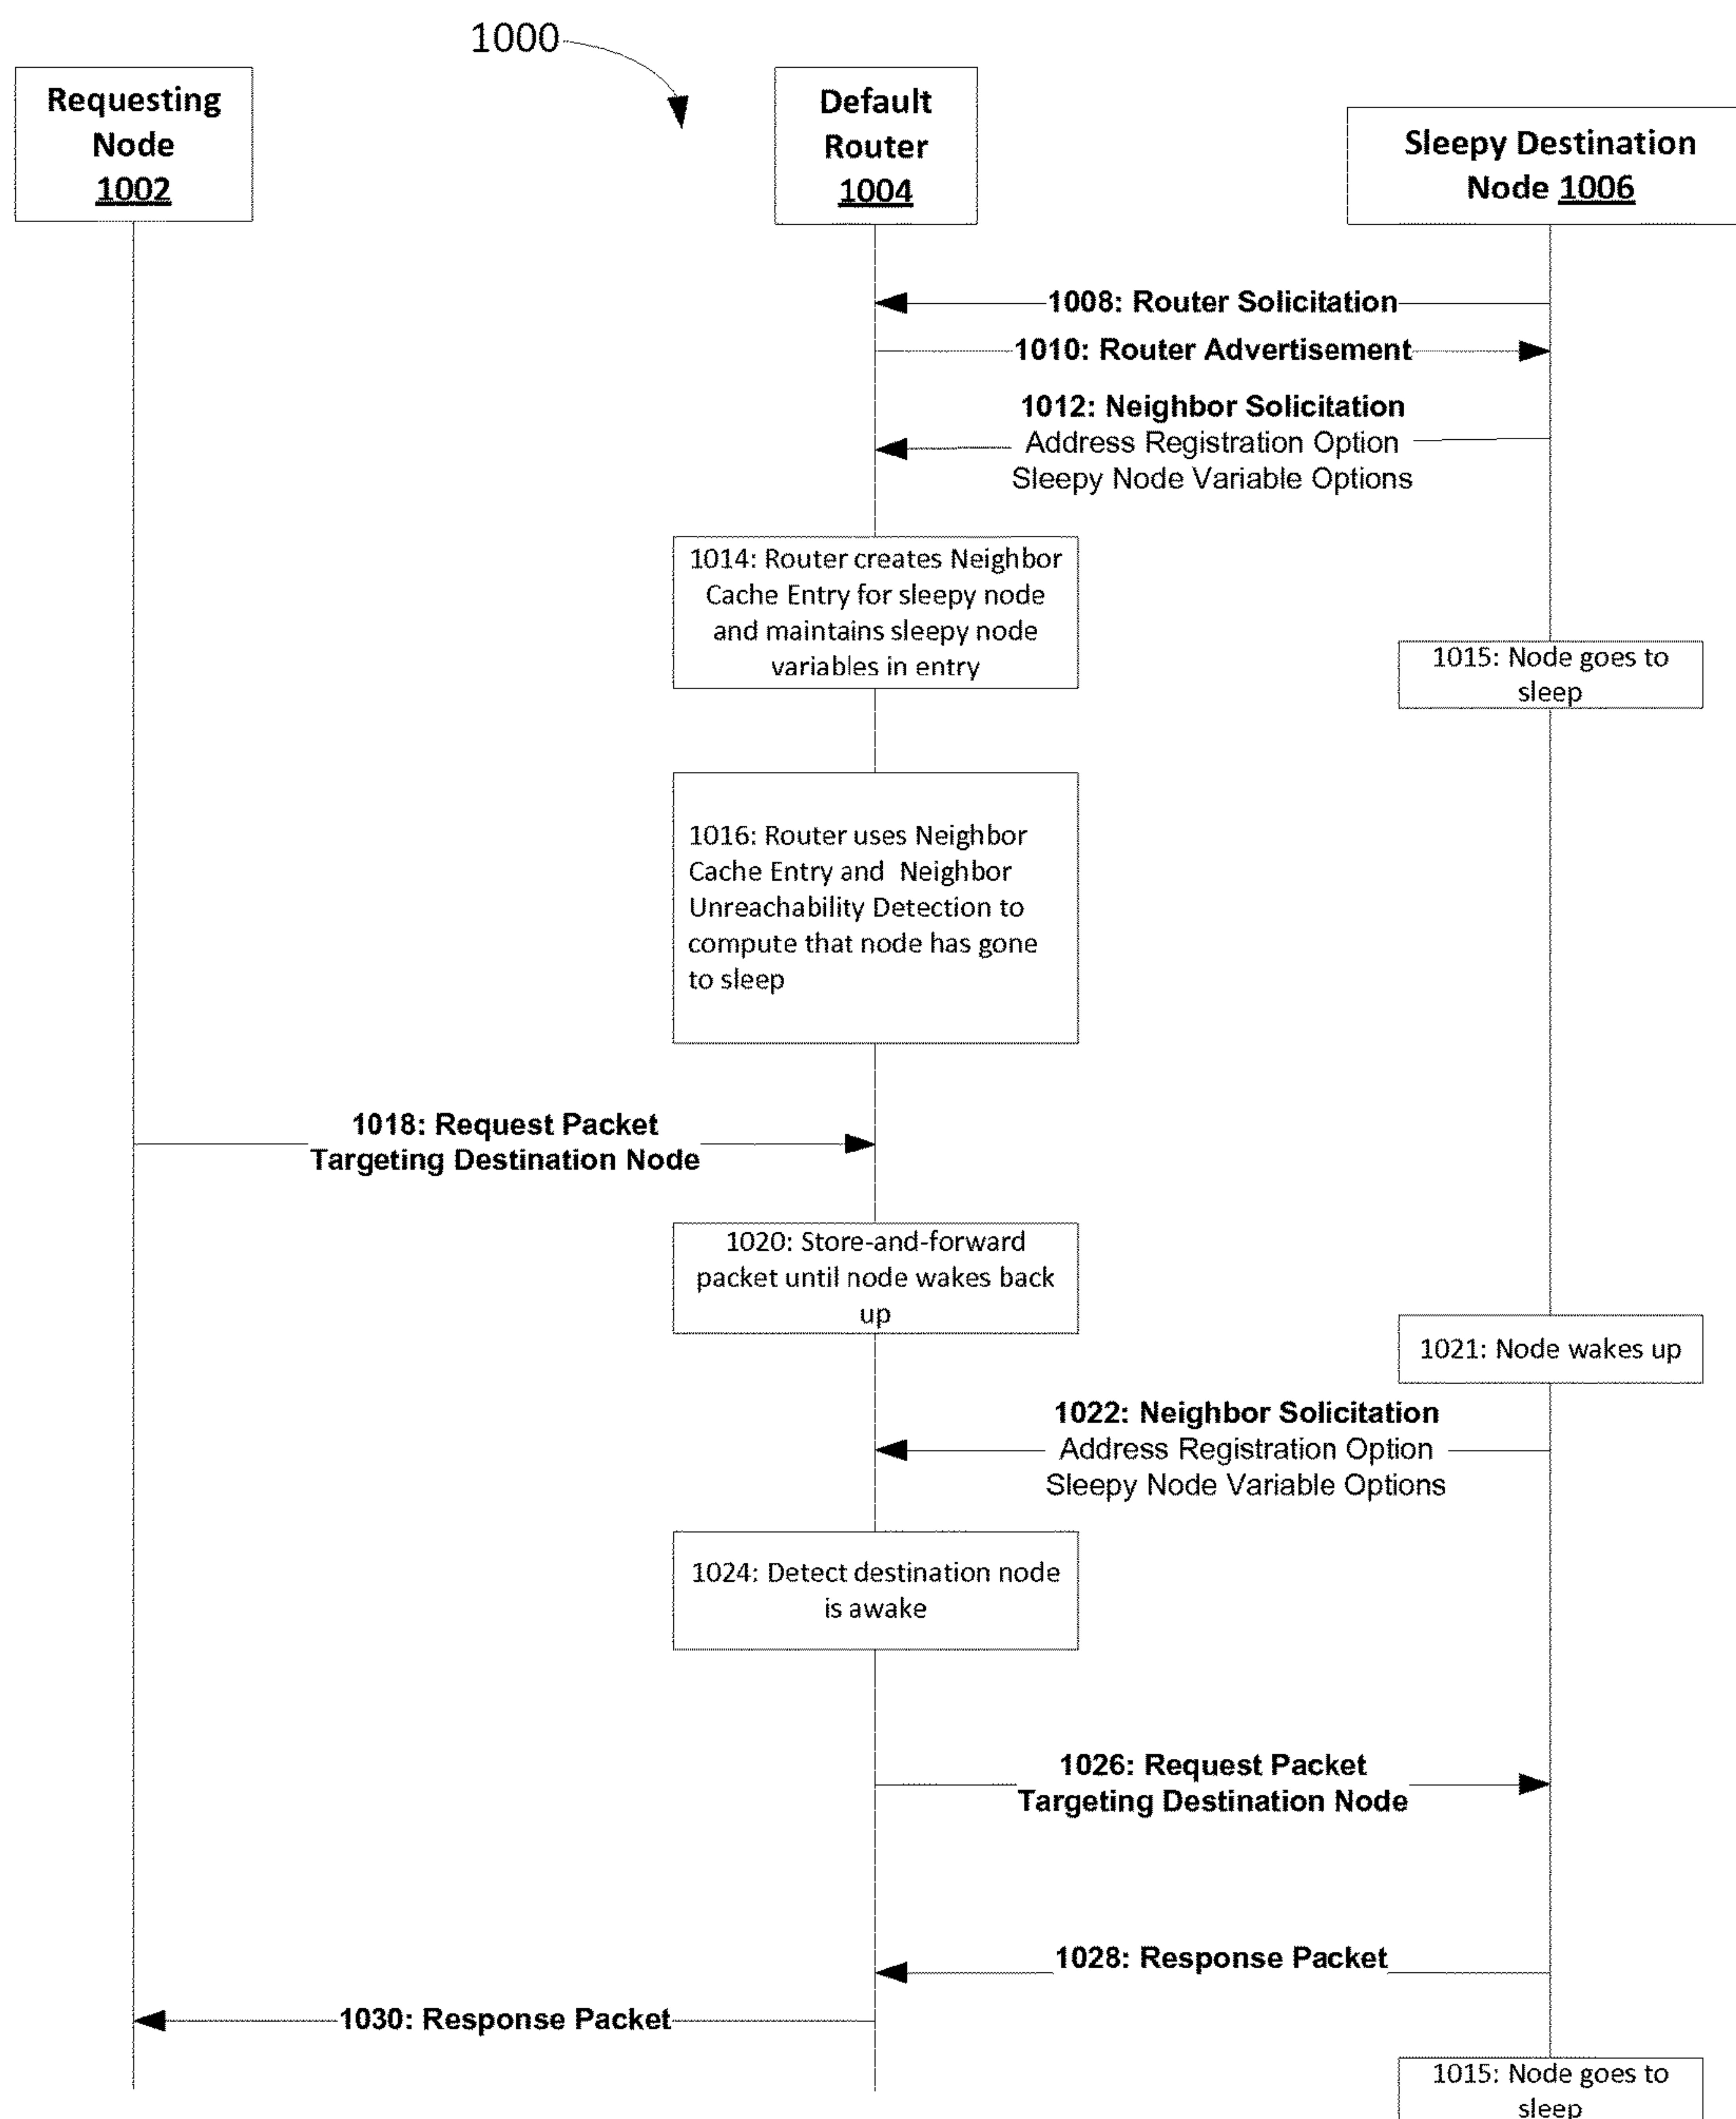 1000
Requesting
Node
1002
Default
Router
1004
Sleepy Destination
Node 1006
1008: Router Solicitation
1010: Router Advertisement
1012: Neighbor Solicitation
Address Registration Option
Sleepy Node Variable Options
1014: Router creates Neighbor
Cache Entry for sleepy node
and maintains sleepy node
variables in entry
1015: Node goes to
sleep
1016: Router uses Neighbor
Cache Entry and Neighbor
Unreachability Detection to
compute that node has gone
to sleep
1018: Request Packet
Targeting Destination Node
1020: Store-and-forward
packet until node wakes back
up
1021: Node wakes up
1022: Neighbor Solicitation
Address Registration Option
Sleepy Node Variable Options
1024: Detect destination node
is awake
1026: Request Packet
Targeting Destination Node
1028: Response Packet
1030: Response Packet
1015: Node goes to
sleep